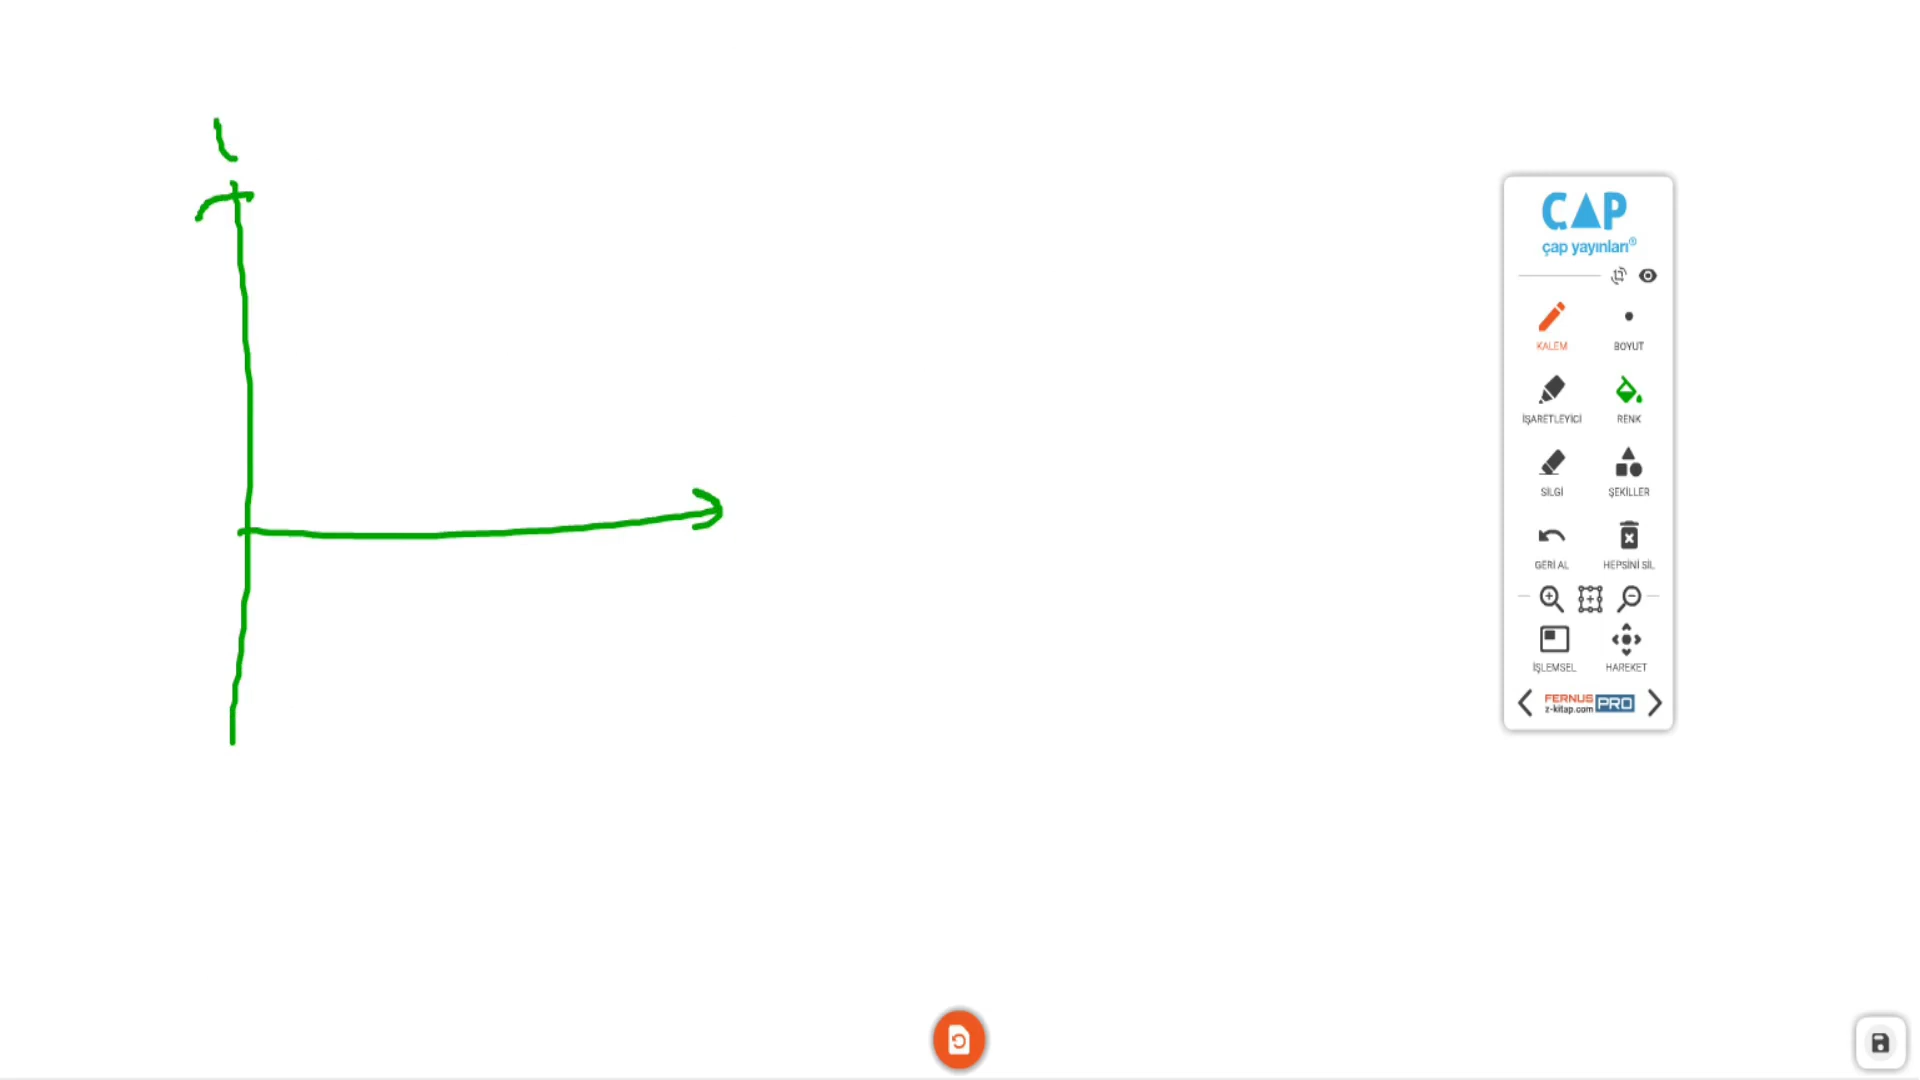 ÇAP
çap yayınları®
KALEM
BOYUT
İŞARETLEYİCİ
RENK
SİLGİ
ŞEKİLLER
GERİ AL
HEPSİNİ SİL
İŞLEMSEL
HAREKET
FERNUS PRO
z-kitap.com